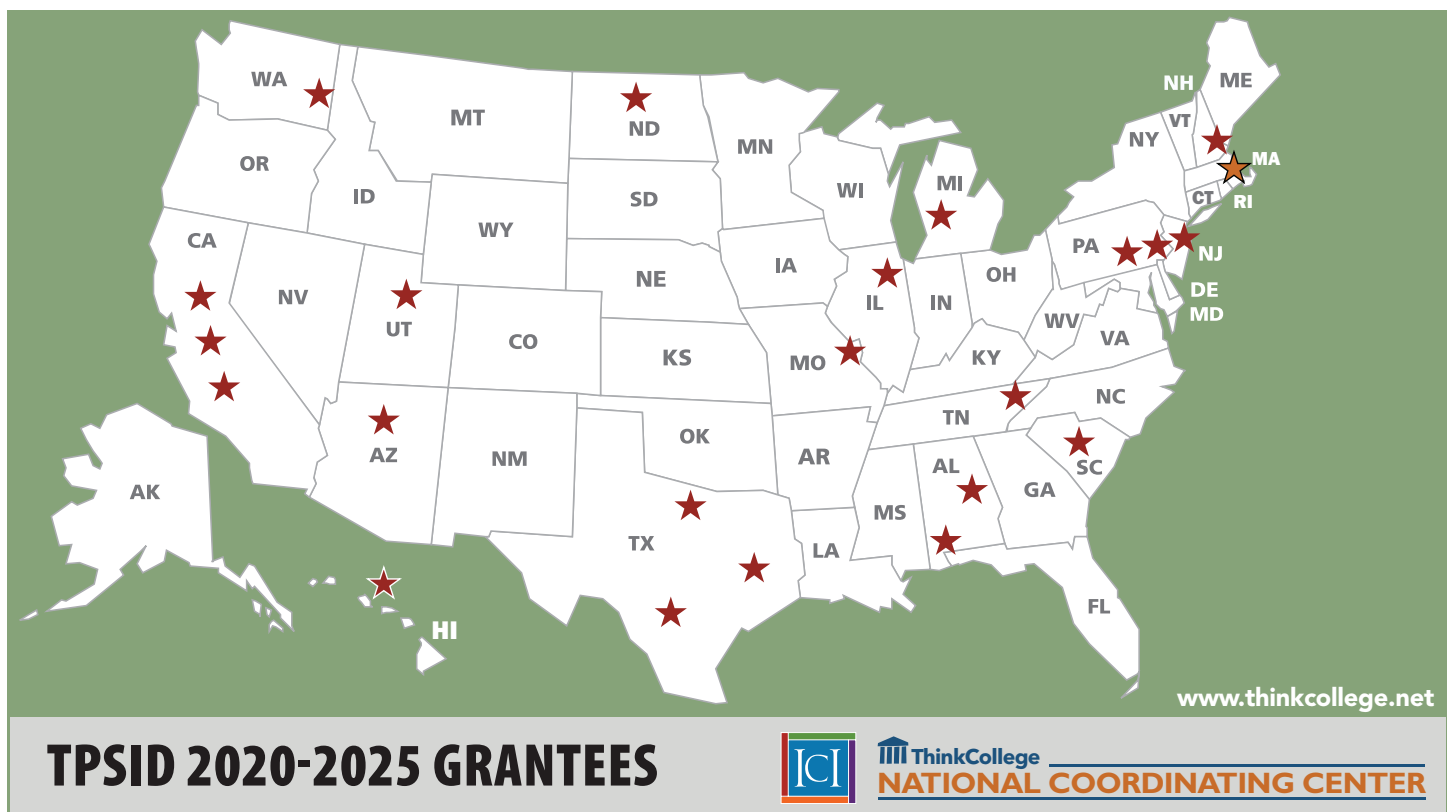 WA
MT
ND
MN
OR
ID
WY
SD
WI
MI
NY
VT
NH
ME
MA
CT
RI
CA
NV
UT
CO
NE
IA
IL
IN
OH
PA
NJ
DE
MD
WV
VA
KS
MO
KY
NC
TN
AZ
NM
OK
AR
SC
MS
AL
GA
TX
LA
FL
AK
HI
www.thinkcollege.net
TPSID 2020-2025 GRANTEES
ICI
ThinkCollege
NATIONAL COORDINATING CENTER